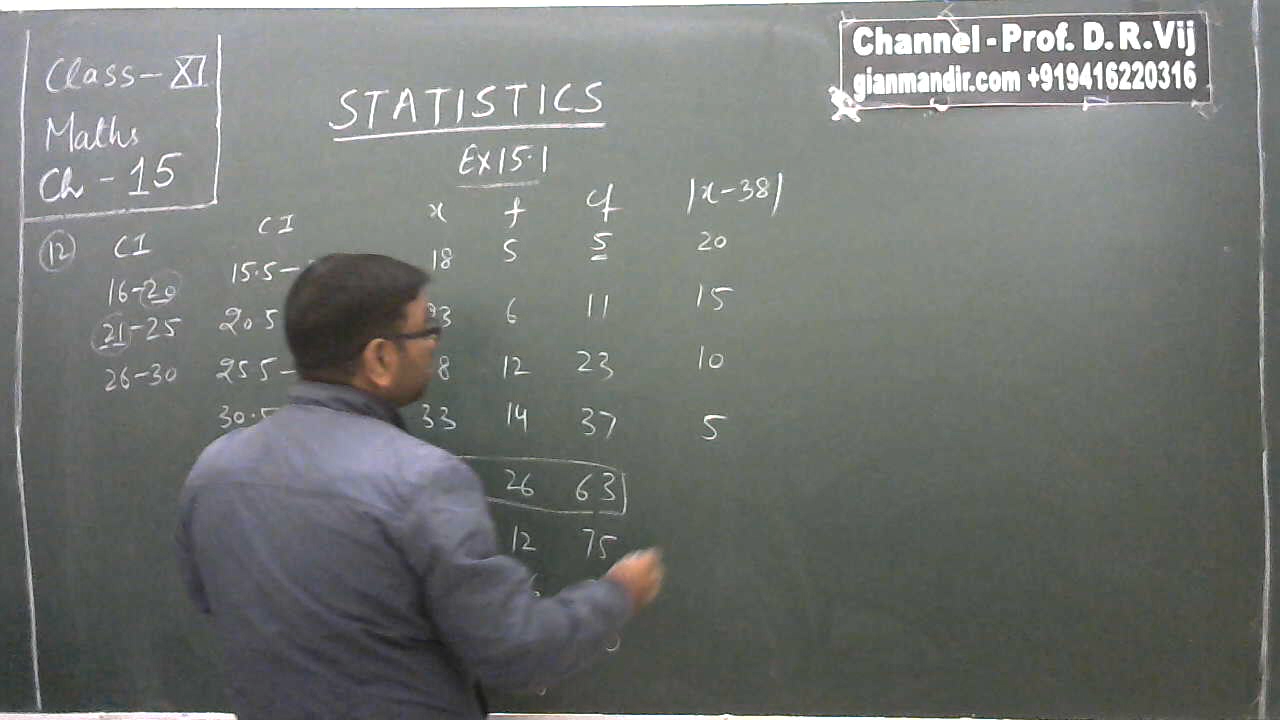 Channel - Prof. D. R. Vij
gianmandir.com +919416220316
Class - XI
Maths
Ch - 15
STATISTICS
EX 15.1
x f cf |x-38|
12 CI CI
16-20 15.5- 18 5 5 20
21-25 20 5 3 6 11 15
26-30 25 5- 8 12 23 10
30.5 33 14 37 5
26 63
12 75